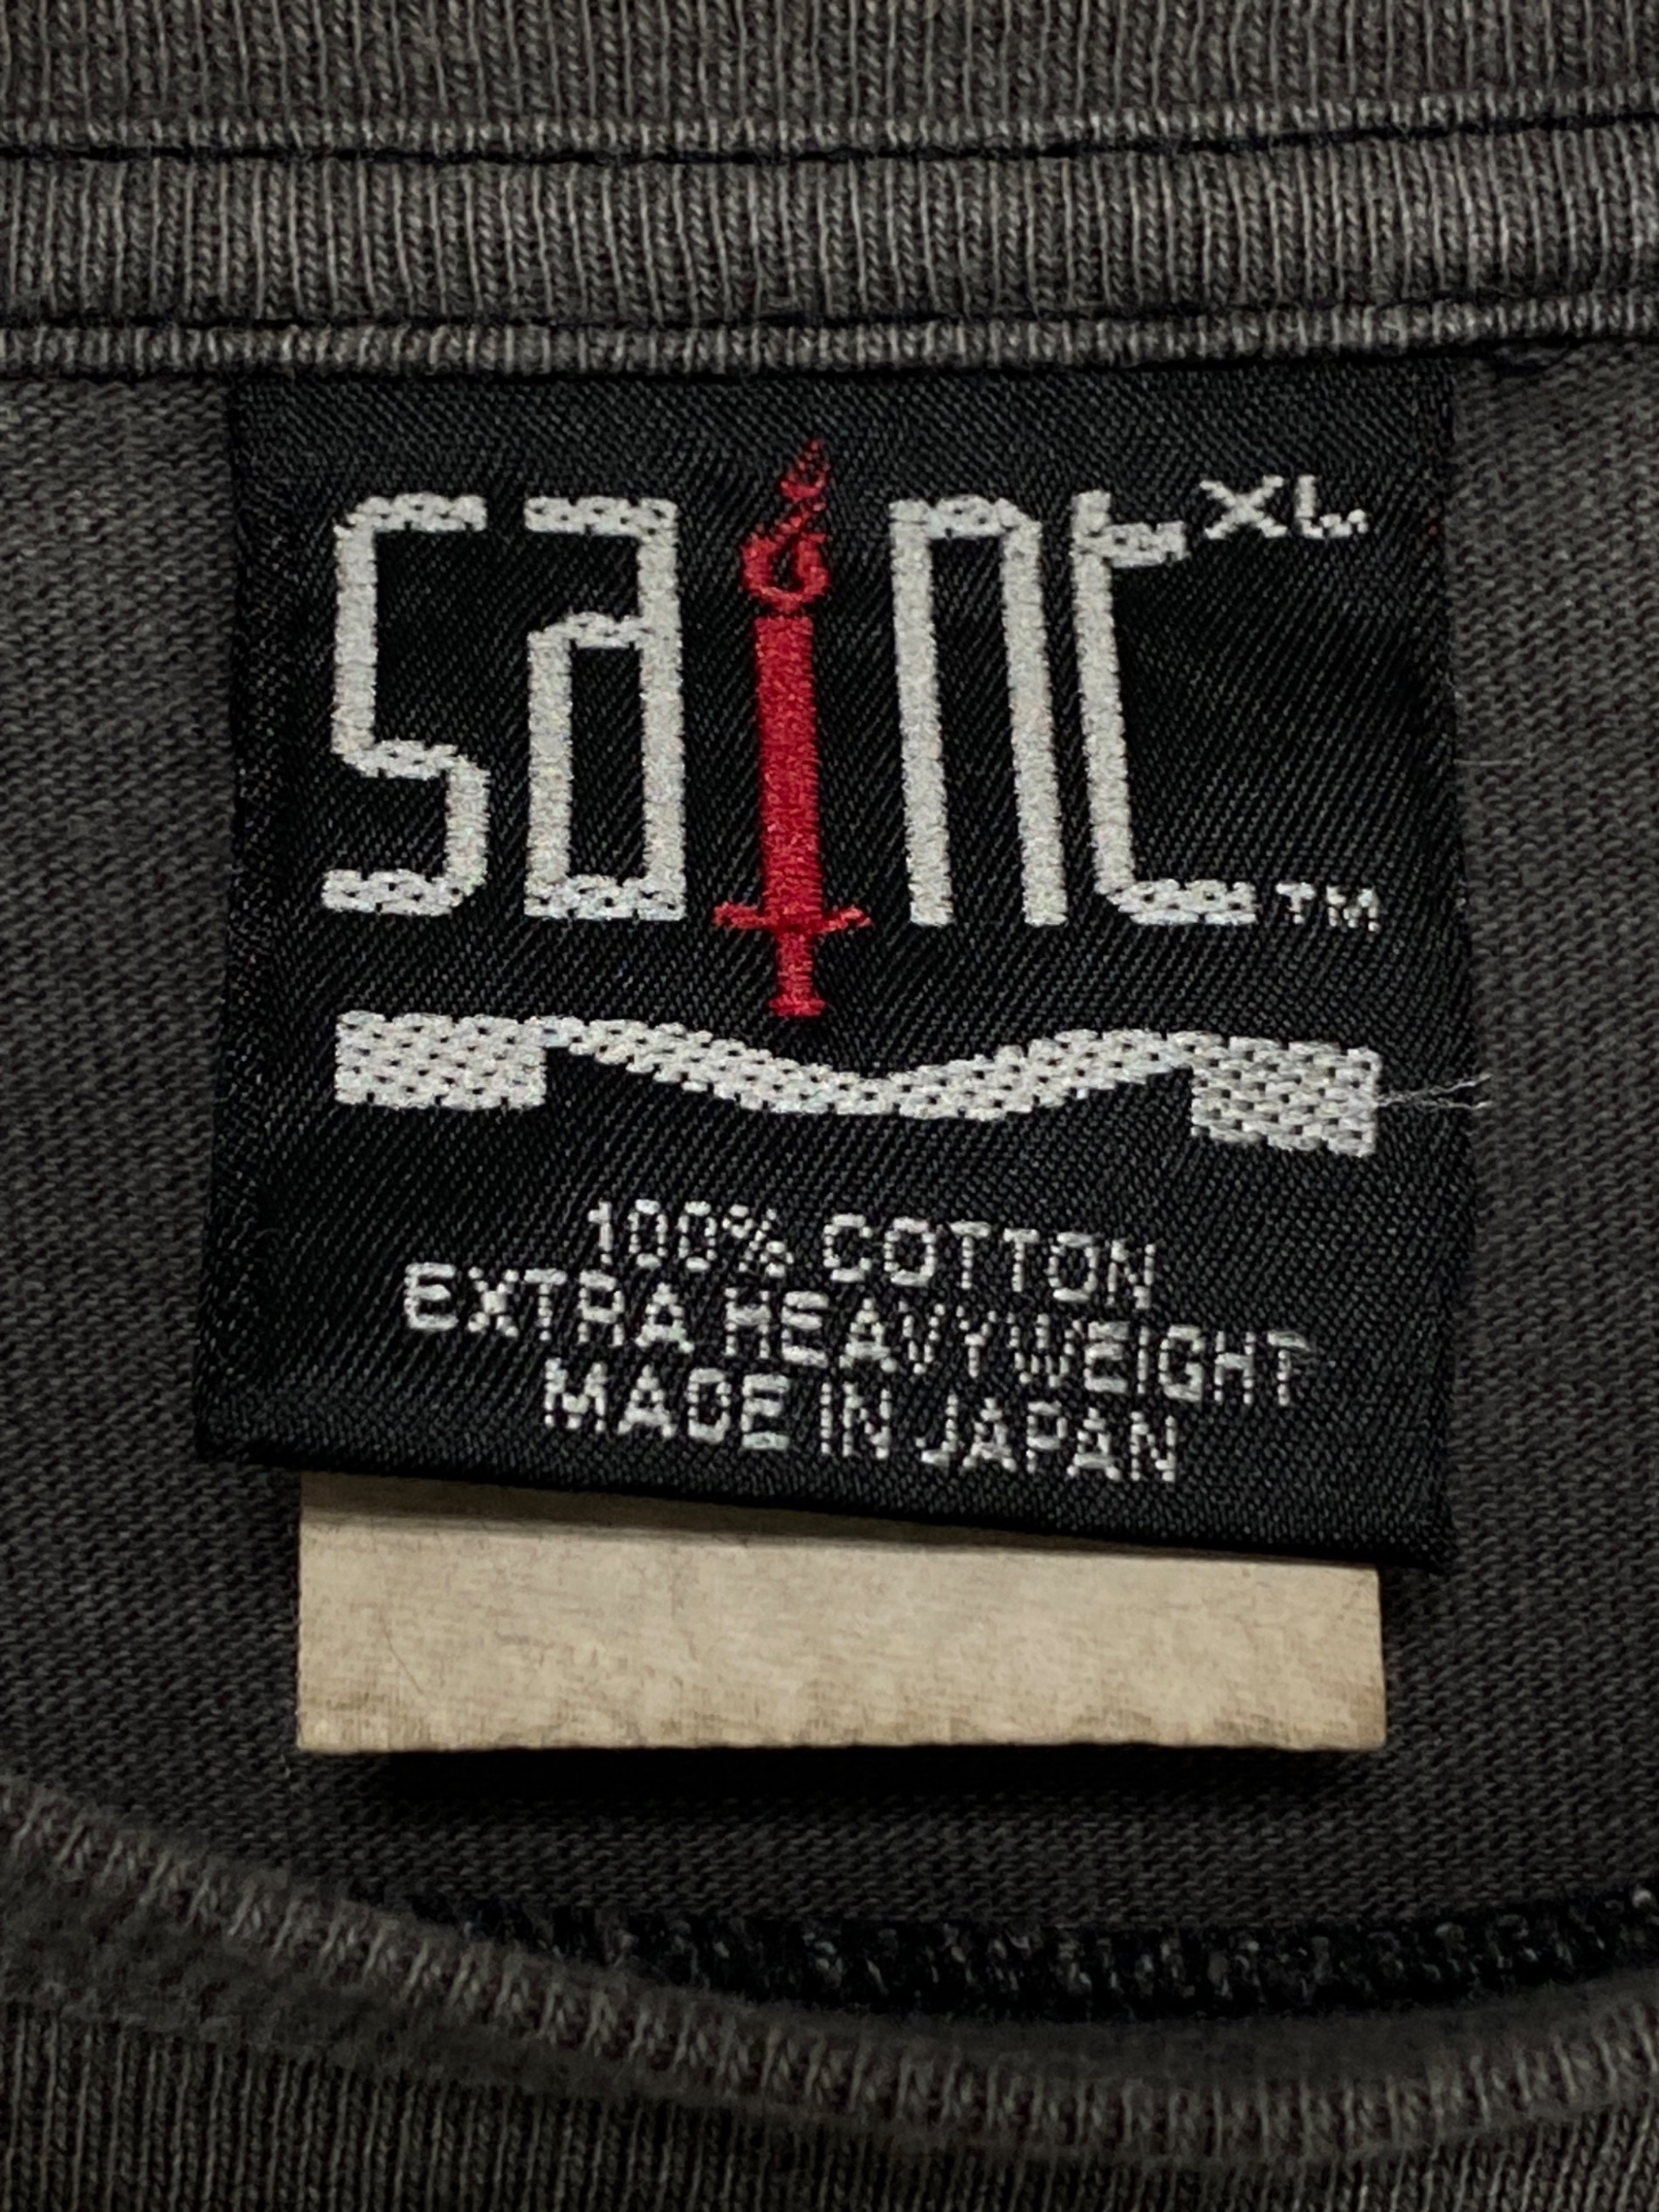 saint XL
TM
100% COTTON
EXTRA HEAVYWEIGHT
MADE IN JAPAN